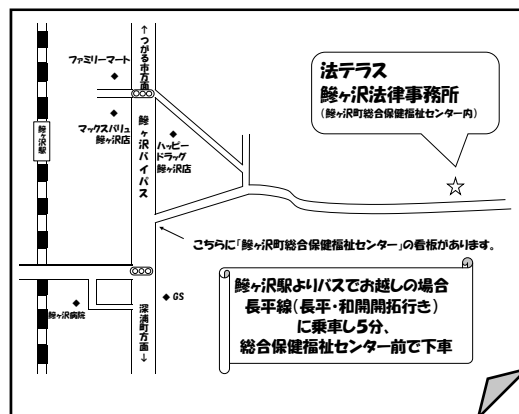 ↑つがる市方面
ファミリーマート
法テラス
鰺ヶ沢法律事務所
(鰺ヶ沢町総合保健福祉センター内)
鰺ヶ沢駅
マックスバリュ
鰺ヶ沢店
鰺ヶ沢バイパス
ハッピー
ドラッグ
鰺ヶ沢店
こちらに「鰺ヶ沢町総合保健福祉センター」の看板があります。
鰺ヶ沢駅よりバスでお越しの場合
長平線(長平・和開開拓行き)
に乗車し5分、
総合保健福祉センター前で下車
GS
鰺ヶ沢病院
深浦町方面→